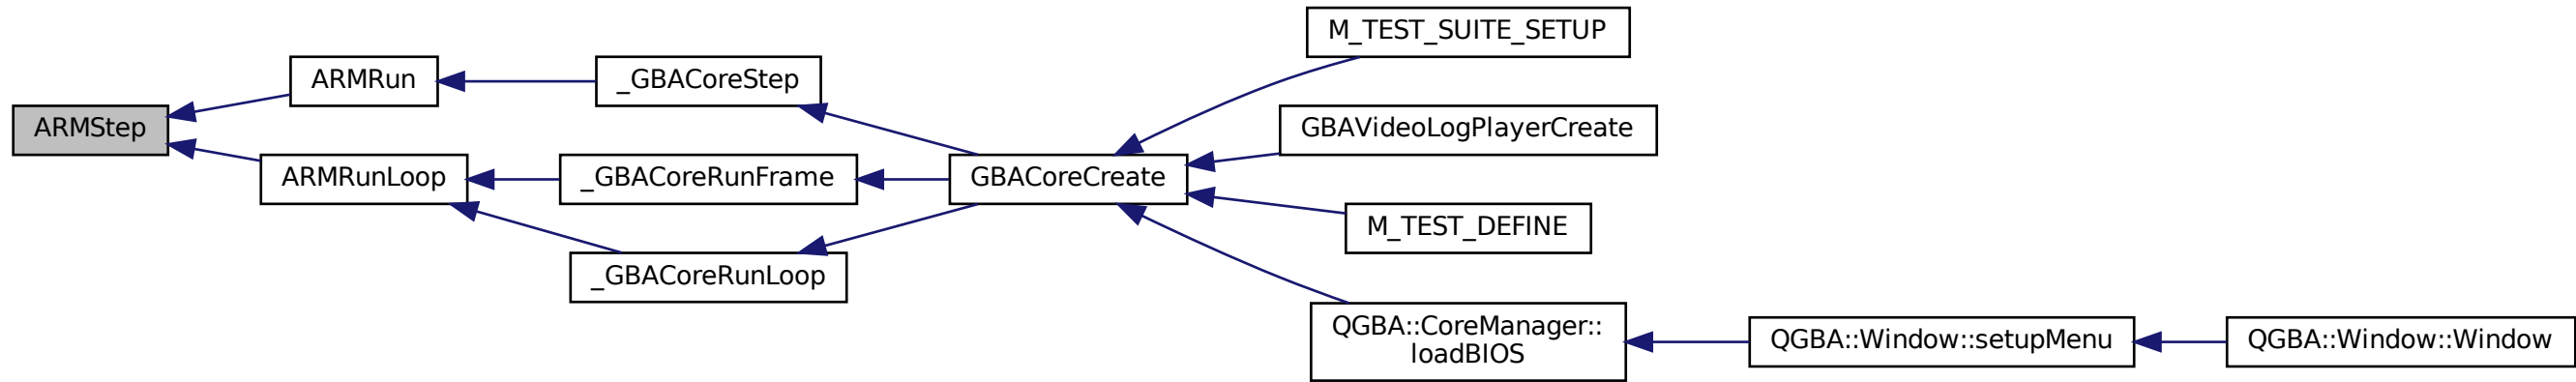 ARMStep
ARMRun
ARMRunLoop
_GBACoreStep
_GBACoreRunFrame
_GBACoreRunLoop
GBACoreCreate
M_TEST_SUITE_SETUP
GBAVideoLogPlayerCreate
M_TEST_DEFINE
QGBA::CoreManager::
loadBIOS
QGBA::Window::setupMenu
QGBA::Window::Window